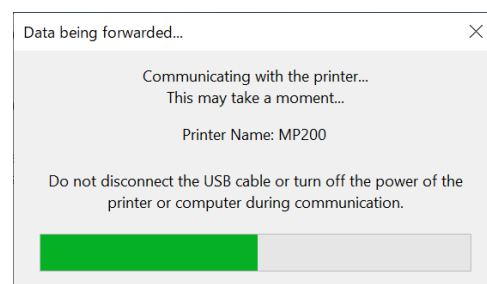 Data being forwarded...
Communicating with the printer...
This may take a moment...
Printer Name: MP200
Do not disconnect the USB cable or turn off the power of the
printer or computer during communication.